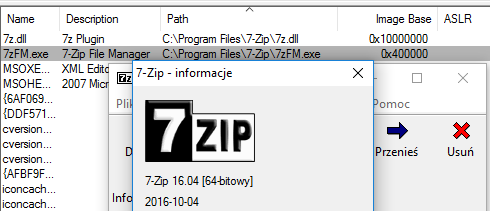 Name Description Path Image Base ASLR
7z.dll 7z Plugin C:\Program Files\7-Zip\7z.dll 0x10000000
7zFM.exe 7-Zip File Manager C:\Program Files\7-Zip\7zFM.exe 0x400000
MSOXE... XML Edito
MSOHE... 2007 Micr
{6AF069...
{DDF571...
cversion...
cversion...
cversion...
{AFBF9F...
iconcach...
7z
Plik
Pomoc
D
Przenieś
Usuń
Info
7-Zip - informacje
7ZIP
7-Zip 16.04 [64-bitowy]
2016-10-04